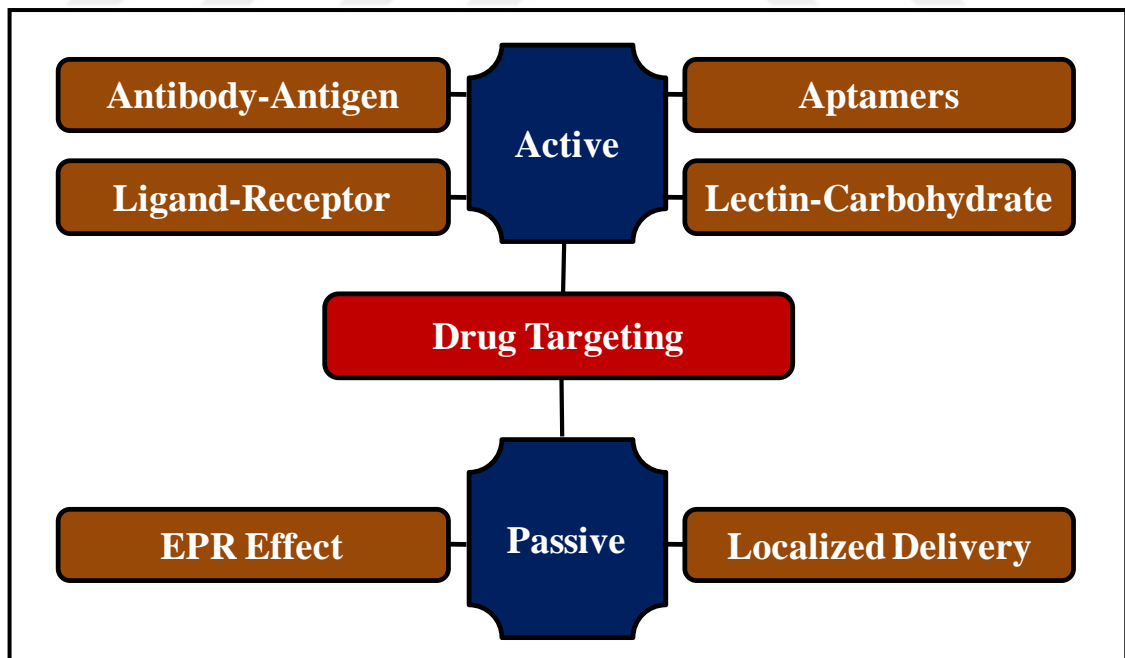 Antibody-Antigen
Active
Aptamers
Ligand-Receptor
Lectin-Carbohydrate
Drug Targeting
EPR Effect
Passive
Localized Delivery